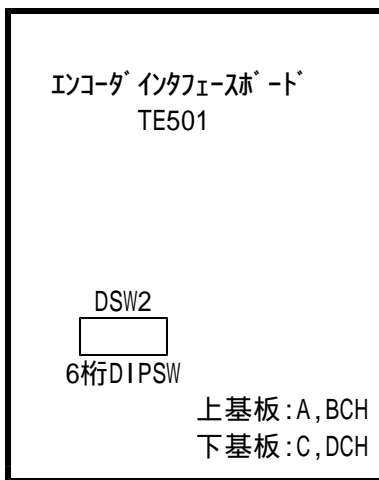 エンコーダインタフェースボード
TE501
DSW2
6桁DIPSW
上基板:A,BCH
下基板:C,DCH